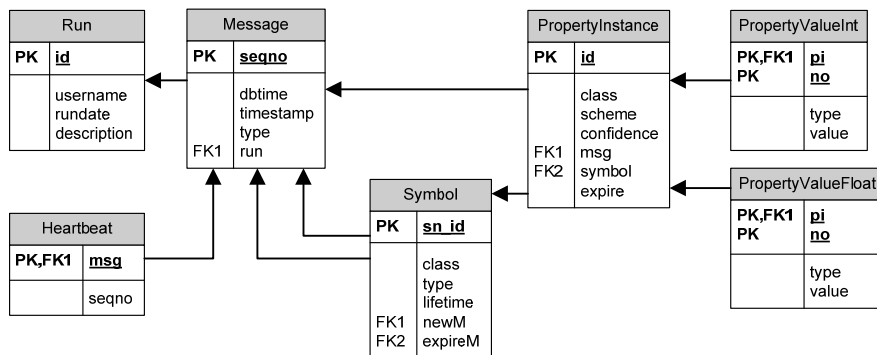 Run
PK id
username
rundate
description
Message
PK seqno
dbtime
timestamp
type
FK1 run
PropertyInstance
PK id
class
scheme
confidence
FK1 msg
FK2 symbol
expire
PropertyValueInt
PK,FK1 pi
PK no
type
value
Heartbeat
PK,FK1 msg
seqno
Symbol
PK sn_id
class
type
lifetime
FK1 newM
FK2 expireM
PropertyValueFloat
PK,FK1 pi
PK no
type
value